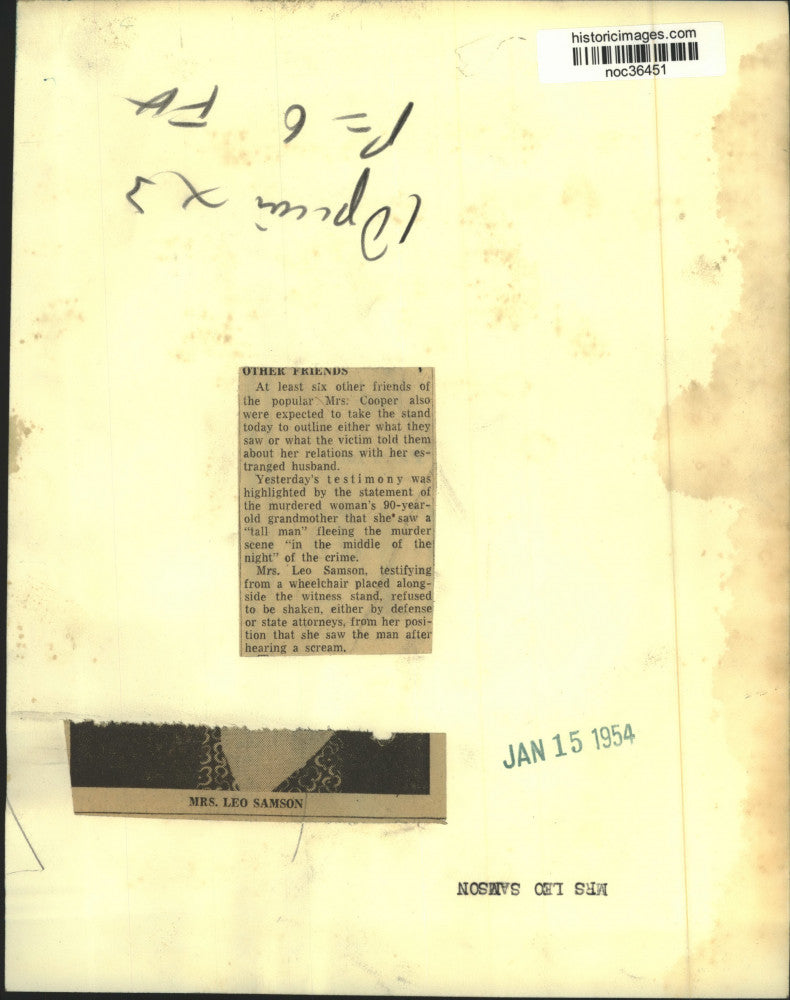 historicimages.com
noc36451
P=6 FH
x3
OTHER FRIENDS
At least six other friends of
the popular Mrs. Cooper also
were expected to take the stand
today to outline either what they
saw or what the victim told them
about her relations with her es-
tranged husband.
Yesterday's testimony was
highlighted by the statement of
the murdered woman's 90-year-
old grandmother that she saw a
"tall man" fleeing the murder
scene "in the middle of the
night" of the crime.
Mrs. Leo Samson, testifying
from a wheelchair placed along-
side the witness stand, refused
to be shaken, either by defense
or state attorneys, from her posi-
tion that she saw the man after
hearing a scream.
JAN 15 1954
MRS. LEO SAMSON
MRS LEO SAMSON